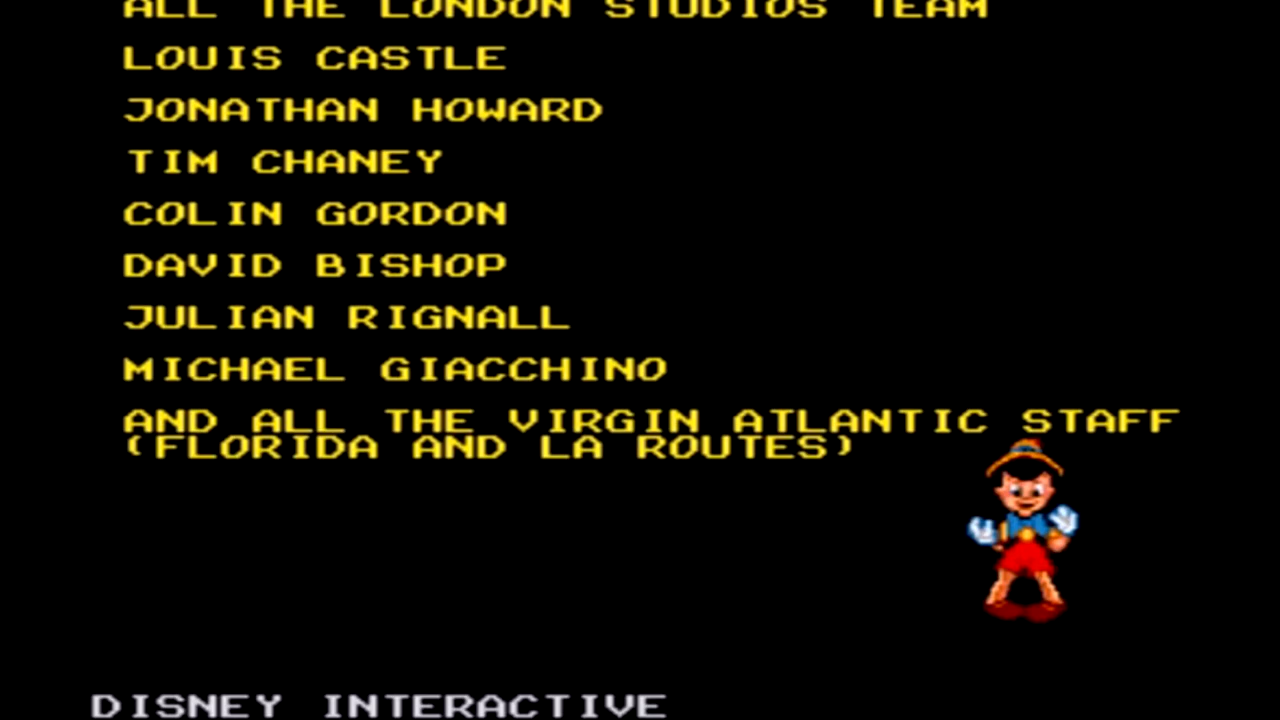 ALL THE LONDON STUDIOS TEAM
LOUIS CASTLE
JONATHAN HOWARD
TIM CHANEY
COLIN GORDON
DAVID BISHOP
JULIAN RIGNALL
MICHAEL GIACCHINO
AND ALL THE VIRGIN ATLANTIC STAFF
(FLORIDA AND LA ROUTES)
DISNEY INTERACTIVE